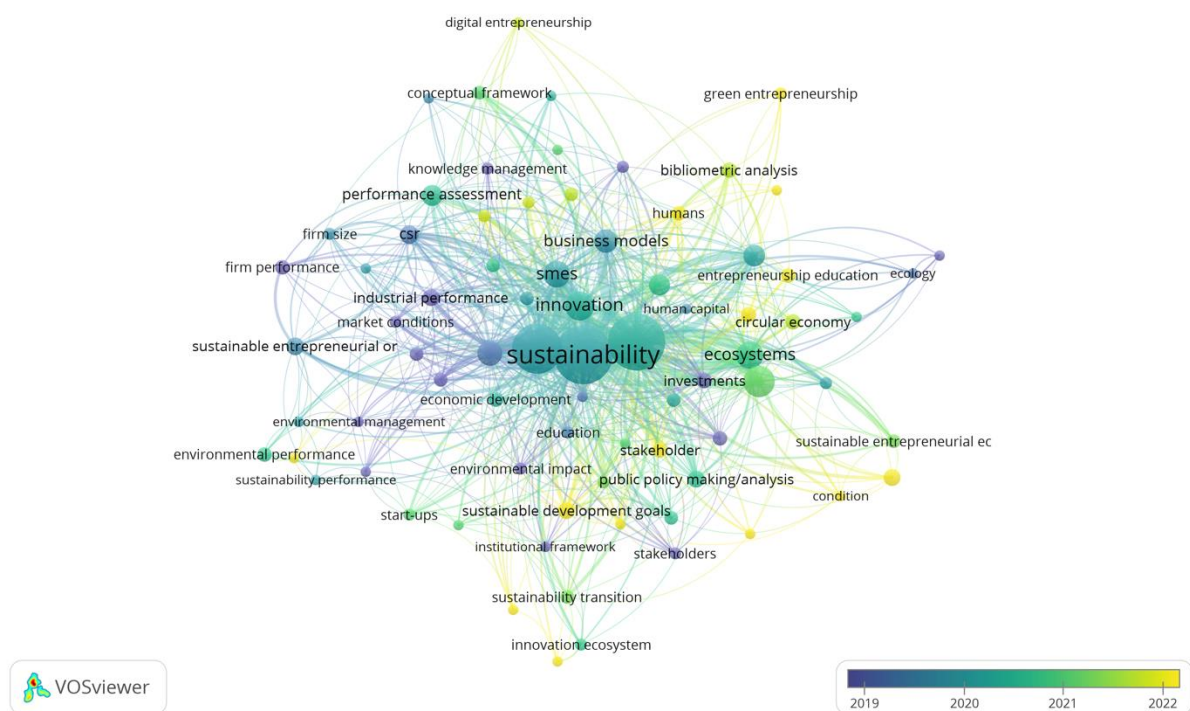 digital entrepreneurship
conceptual framework
green entrepreneurship
knowledge management
bibliometric analysis
performance assessment
humans
firm size
csr
business models
firm performance
entrepreneurship education
ecology
smes
industrial performance
innovation
human capital
market conditions
circular economy
sustainable entrepreneurial or
sustainability
ecosystems
investments
economic development
environmental management
education
sustainable entrepreneurial ec
environmental performance
stakeholder
sustainability performance
environmental impact
public policy making/analysis
condition
start-ups
sustainable development goals
institutional framework
stakeholders
sustainability transition
innovation ecosystem
VOSviewer
2019 2020 2021 2022